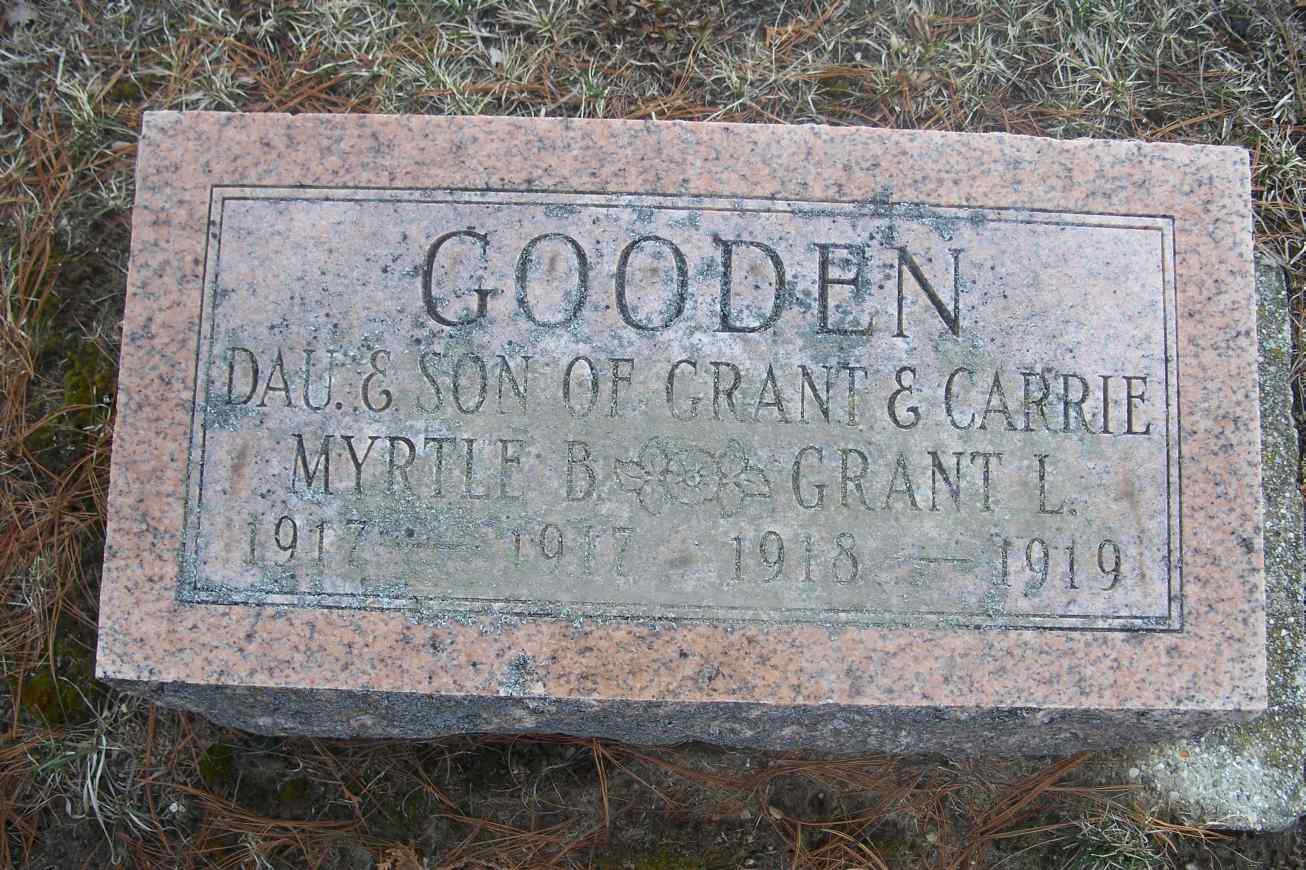 GOODEN
DAU. & SON OF GRANT & CARRIE
MYRTLE B. GRANT L.
1917 — 1917 1918 — 1919